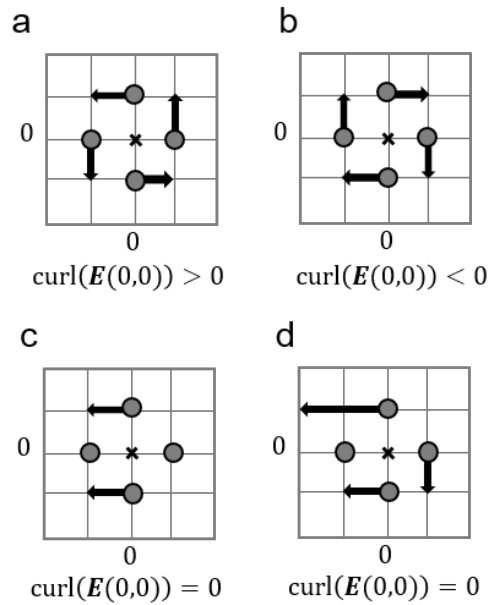 a
b
0
0
0
0
curl(E(0,0)) > 0
curl(E(0,0)) < 0
c
d
0
0
0
0
curl(E(0,0)) = 0
curl(E(0,0)) = 0